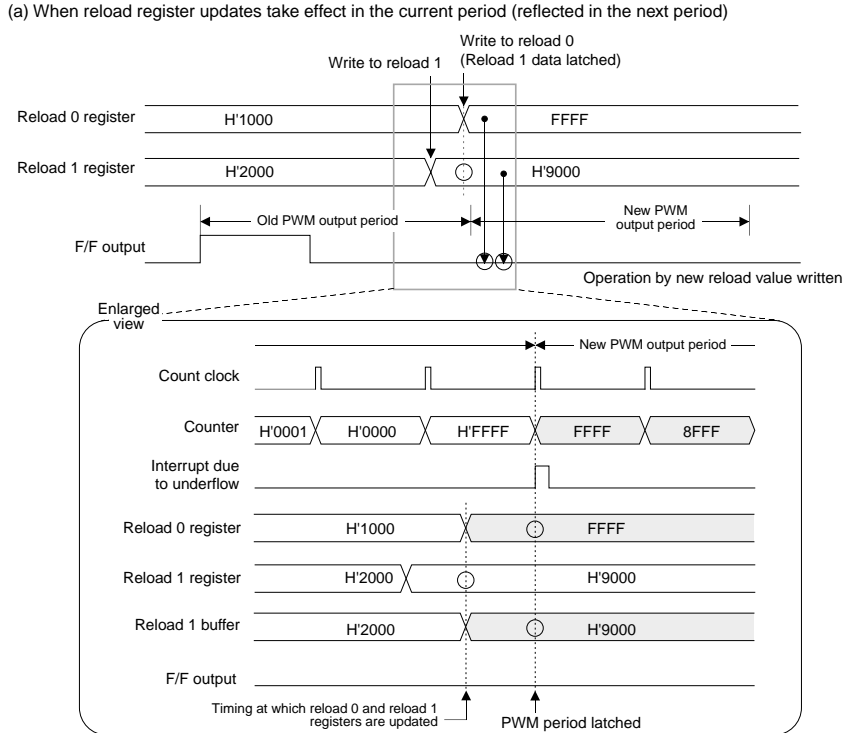 (a) When reload register updates take effect in the current period (reflected in the next period)
Write to reload 0
(Reload 1 data latched)
Write to reload 1
Reload 0 register
H'1000
FFFF
Reload 1 register
H'2000
H'9000
Old PWM output period
New PWM
output period
F/F output
Operation by new reload value written
Enlarged
view
New PWM output period
Count clock
Counter
H'0001
H'0000
H'FFFF
FFFF
8FFF
Interrupt due
to underflow
Reload 0 register
H'1000
FFFF
Reload 1 register
H'2000
H'9000
Reload 1 buffer
H'2000
H'9000
F/F output
Timing at which reload 0 and reload 1
registers are updated
PWM period latched